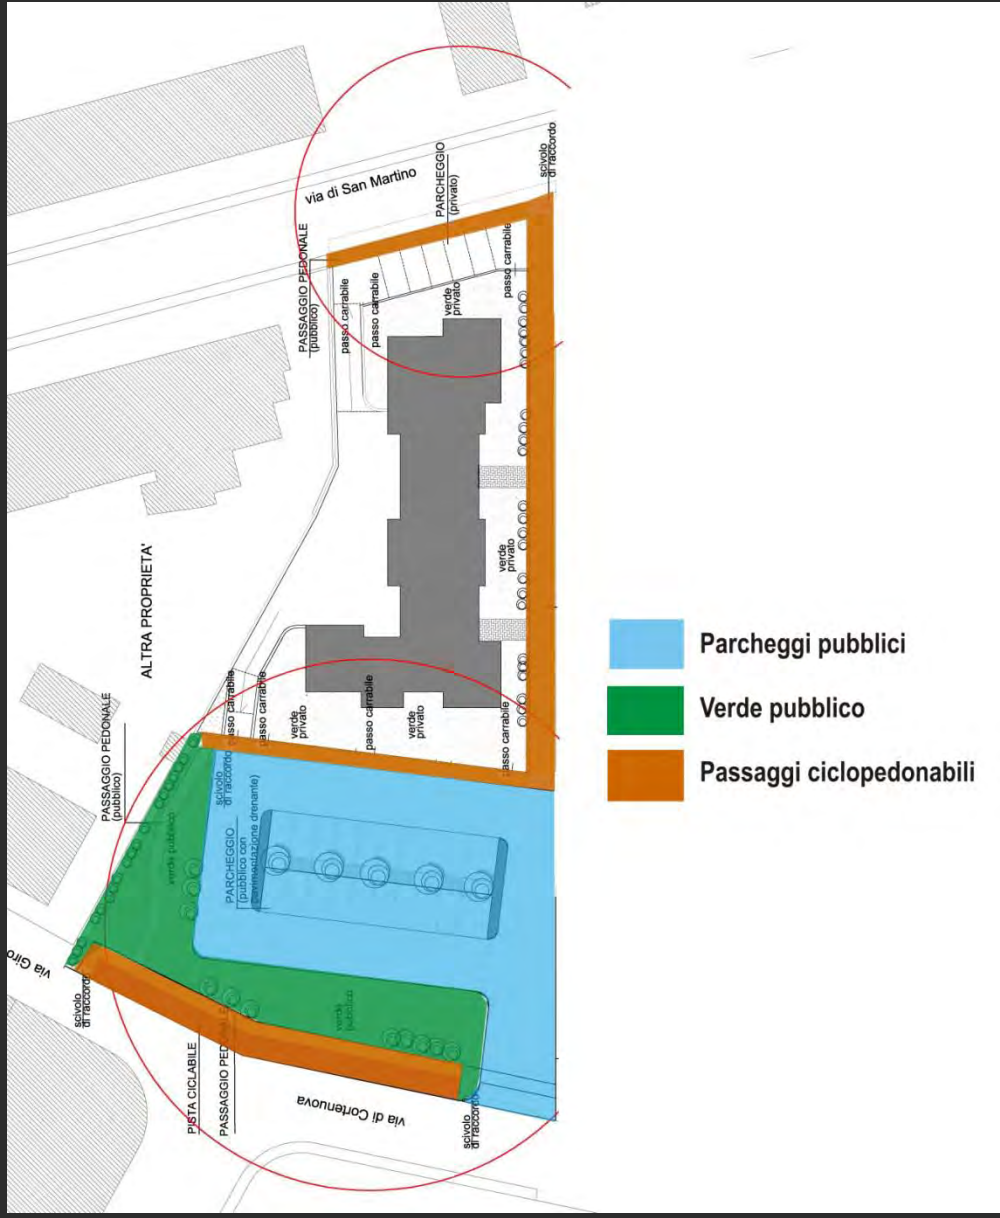 scivolo
di raccordo
PARCHEGGIO
(privato)
via di San Martino
PASSAGGIO PEDONALE
(pubblico)
passo carrabile
passo carrabile
verde
privato
passo carrabile
verde
privato
ALTRA PROPRIETA'
Parcheggi pubblici
Verde pubblico
Passaggi ciclopedonabili
PASSAGGIO PEDONALE
(pubblico)
passo carrabile
passo carrabile
verde
privato
passo carrabile
verde
privato
passo carrabile
scivolo
di raccordo
verde pubblico
PARCHEGGIO
(pubblico con
pavimentazione drenante)
via Giro
scivolo
di raccordo
verde
pubblico
PISTA CICLABILE
PASSAGGIO PEDONALE
via di Cortenuova
scivolo
di raccordo